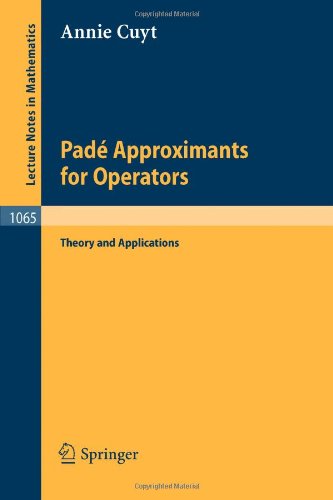 Annie Cuyt
Lecture Notes in Mathematics
1065
Padé Approximants
for Operators
Theory and Applications
Springer